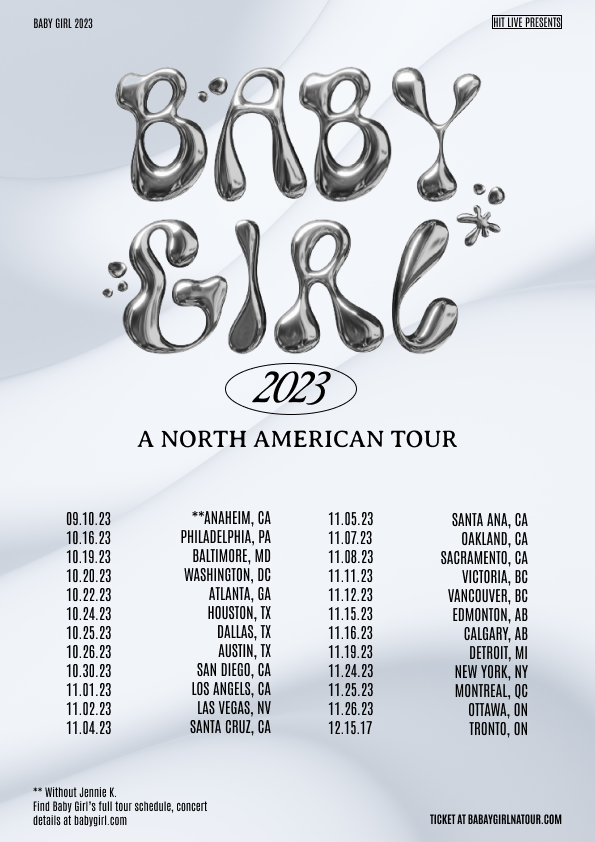 BABY GIRL 2023
HIT LIVE PRESENTS
BABY
GIRL
2023
A NORTH AMERICAN TOUR
09.10.23 **ANAHEIM, CA
10.16.23 PHILADELPHIA, PA
10.19.23 BALTIMORE, MD
10.20.23 WASHINGTON, DC
10.22.23 ATLANTA, GA
10.24.23 HOUSTON, TX
10.25.23 DALLAS, TX
10.26.23 AUSTIN, TX
10.30.23 SAN DIEGO, CA
11.01.23 LOS ANGELS, CA
11.02.23 LAS VEGAS, NV
11.04.23 SANTA CRUZ, CA
11.05.23 SANTA ANA, CA
11.07.23 OAKLAND, CA
11.08.23 SACRAMENTO, CA
11.11.23 VICTORIA, BC
11.12.23 VANCOUVER, BC
11.15.23 EDMONTON, AB
11.16.23 CALGARY, AB
11.19.23 DETROIT, MI
11.24.23 NEW YORK, NY
11.25.23 MONTREAL, QC
11.26.23 OTTAWA, ON
12.15.17 TRONTO, ON
** Without Jennie K.
Find Baby Girl's full tour schedule, concert
details at babygirl.com
TICKET AT BABAYGIRLNATOUR.COM